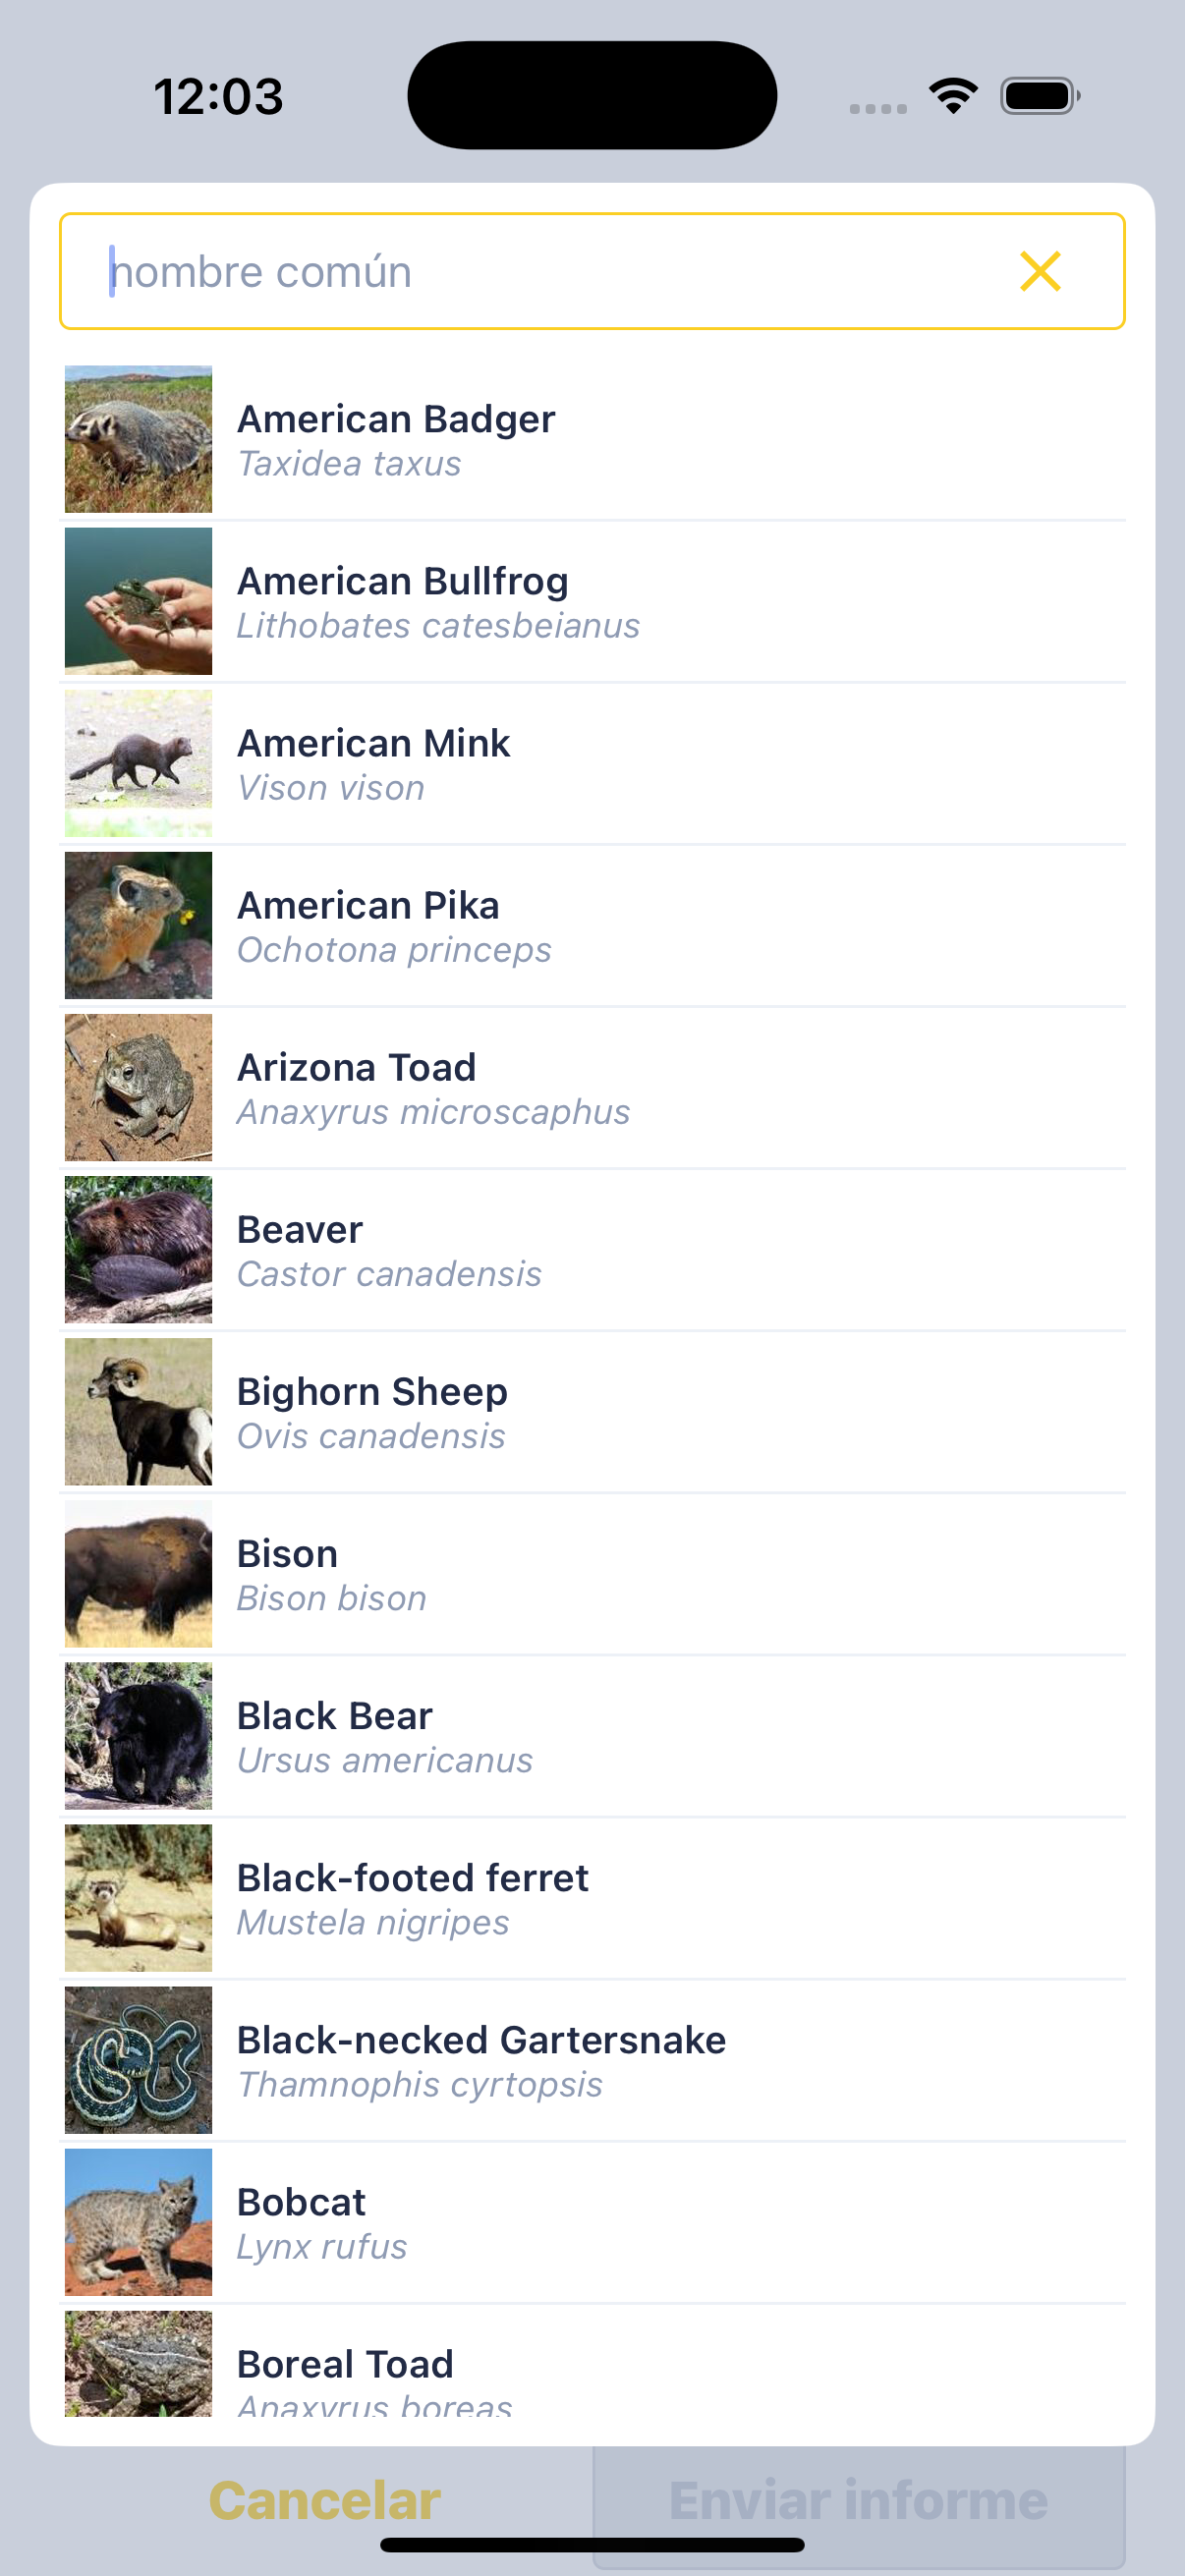 12:03
nombre común
American Badger
Taxidea taxus
American Bullfrog
Lithobates catesbeianus
American Mink
Vison vison
American Pika
Ochotona princeps
Arizona Toad
Anaxyrus microscaphus
Beaver
Castor canadensis
Bighorn Sheep
Ovis canadensis
Bison
Bison bison
Black Bear
Ursus americanus
Black-footed ferret
Mustela nigripes
Black-necked Gartersnake
Thamnophis cyrtopsis
Bobcat
Lynx rufus
Boreal Toad
Anaxyrus boreas
Cancelar
Enviar informe